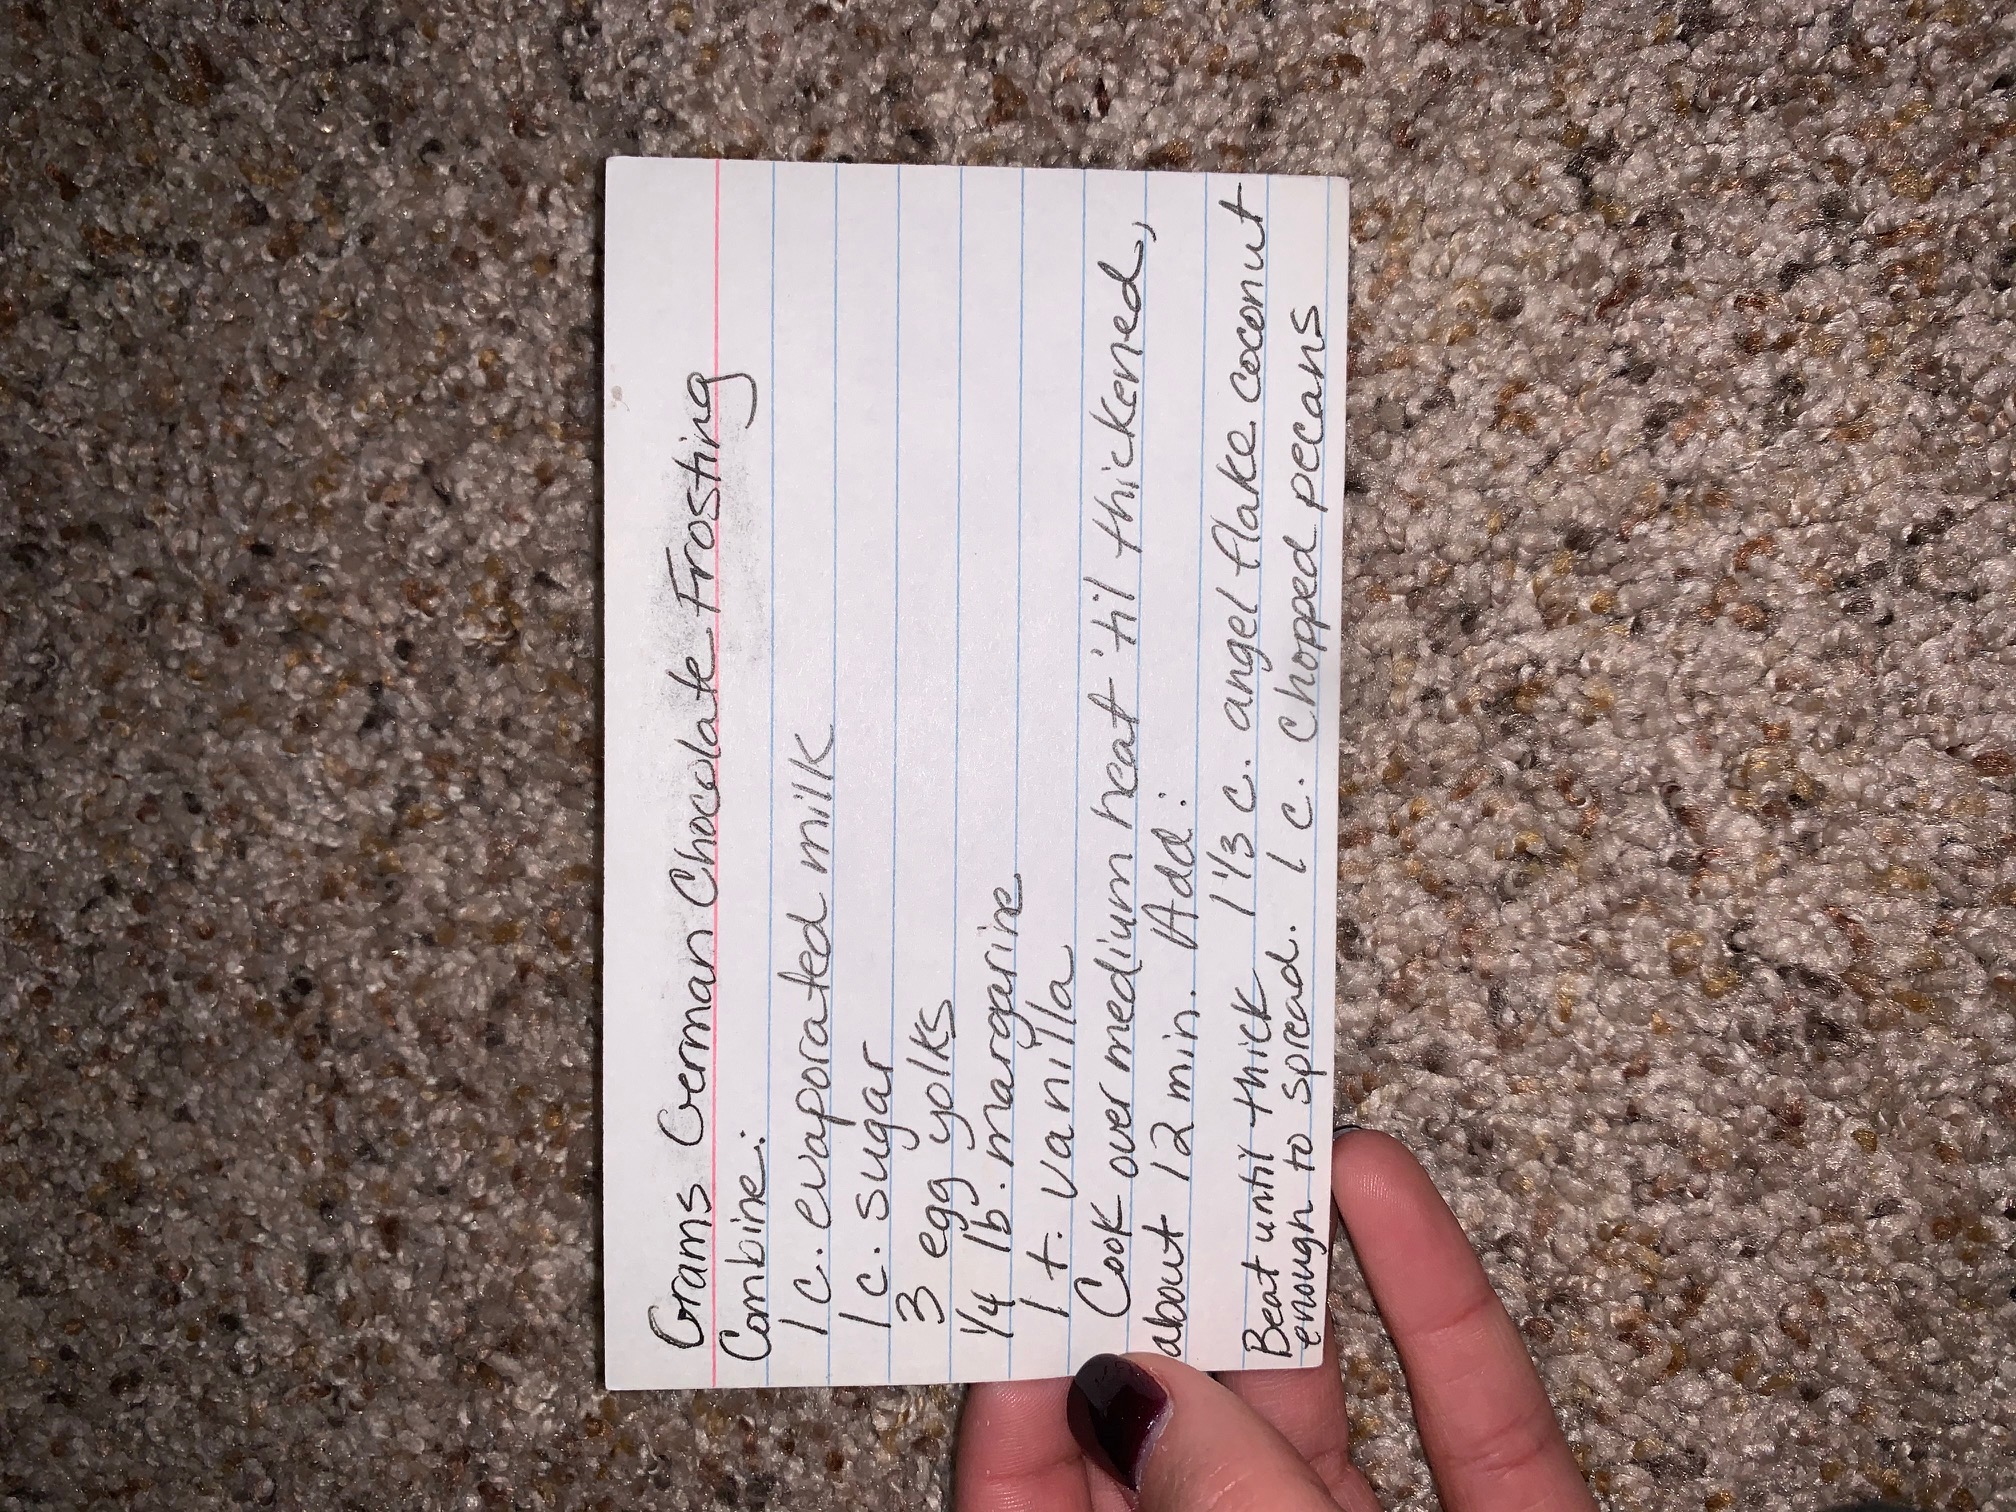 Grams German Chocolate Frosting
Combine:
1 c. evaporated milk
1 c. sugar
3 egg yolks
1/4 lb. margarine
1 t. vanilla
Cook over medium heat 'til thickened,
about 12 min. Add:
1 1/3 c. angel flake coconut
1 c. chopped pecans
Beat until thick
enough to spread.